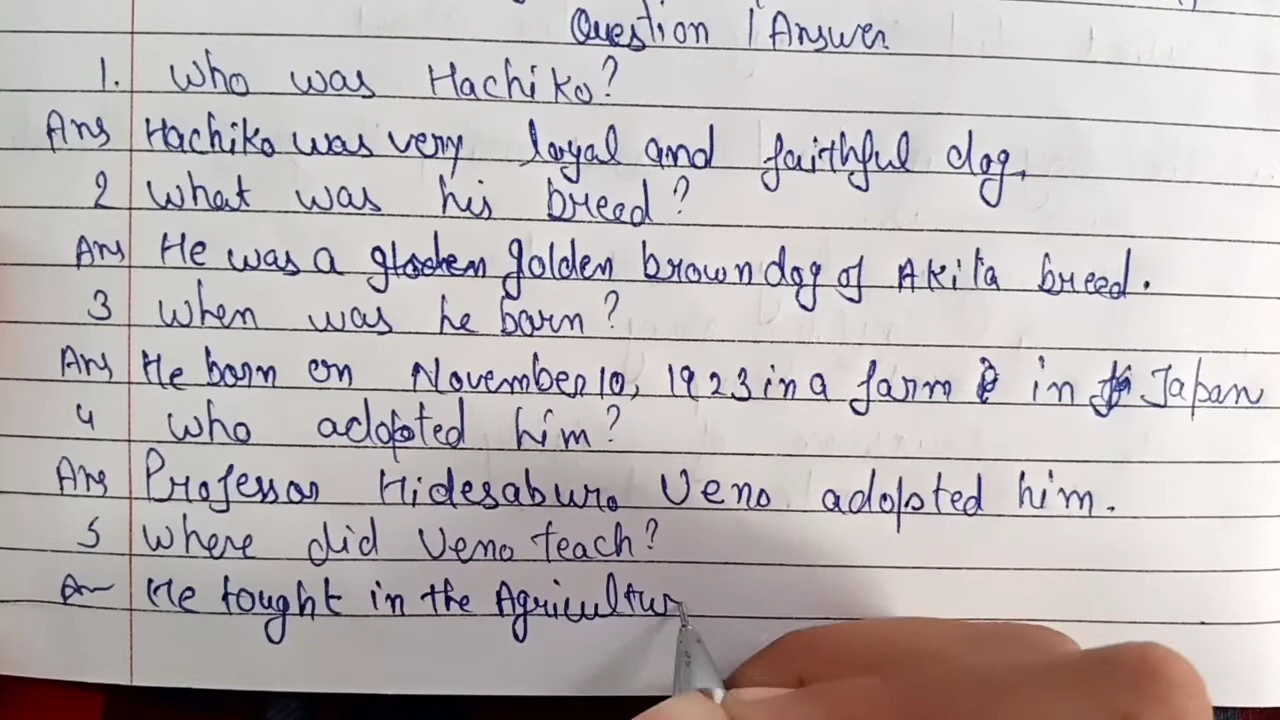 Question / Answer
1. Who was Hachiko?
Ans Hachiko was very loyal and faithful dog.
2 What was his breed?
Ans He was a golden brown dog of Akita breed.
3 When was he barn?
Ans He born on November 10, 1923 in a farm in Japan
4 Who adopted him?
Ans Professor Hidesaburo Ueno adopted him.
5 Where did Ueno teach?
An He tought in the Agricultur